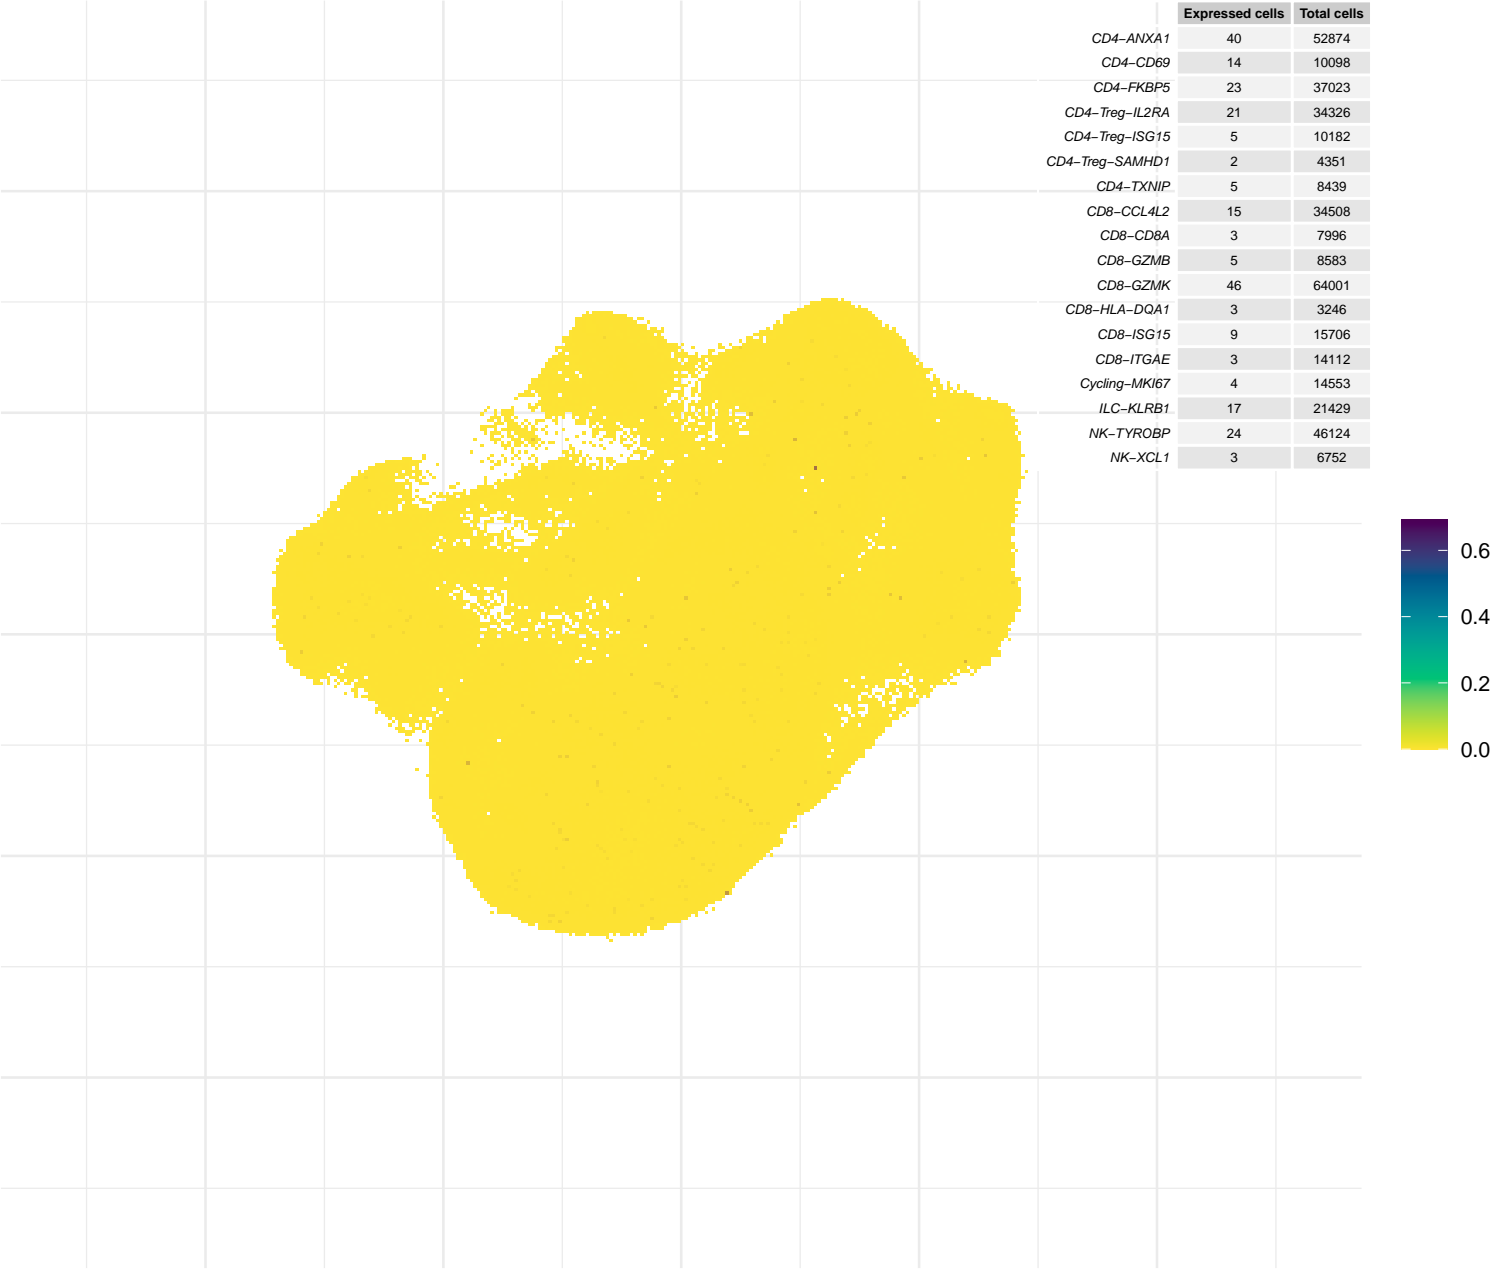 Expressed cells Total cells
CD4−ANXA1 40 52874
CD4−CD69 14 10098
CD4−FKBP5 23 37023
CD4−Treg−IL2RA 21 34326
CD4−Treg−ISG15 5 10182
CD4−Treg−SAMHD1 2 4351
CD4−TXNIP 5 8439
CD8−CCL4L2 15 34508
CD8−CD8A 3 7996
CD8−GZMB 5 8583
CD8−GZMK 46 64001
CD8−HLA−DQA1 3 3246
CD8−ISG15 9 15706
CD8−ITGAE 3 14112
Cycling−MKI67 4 14553
ILC−KLRB1 17 21429
NK−TYROBP 24 46124
NK−XCL1 3 6752
0.6
0.4
0.2
0.0